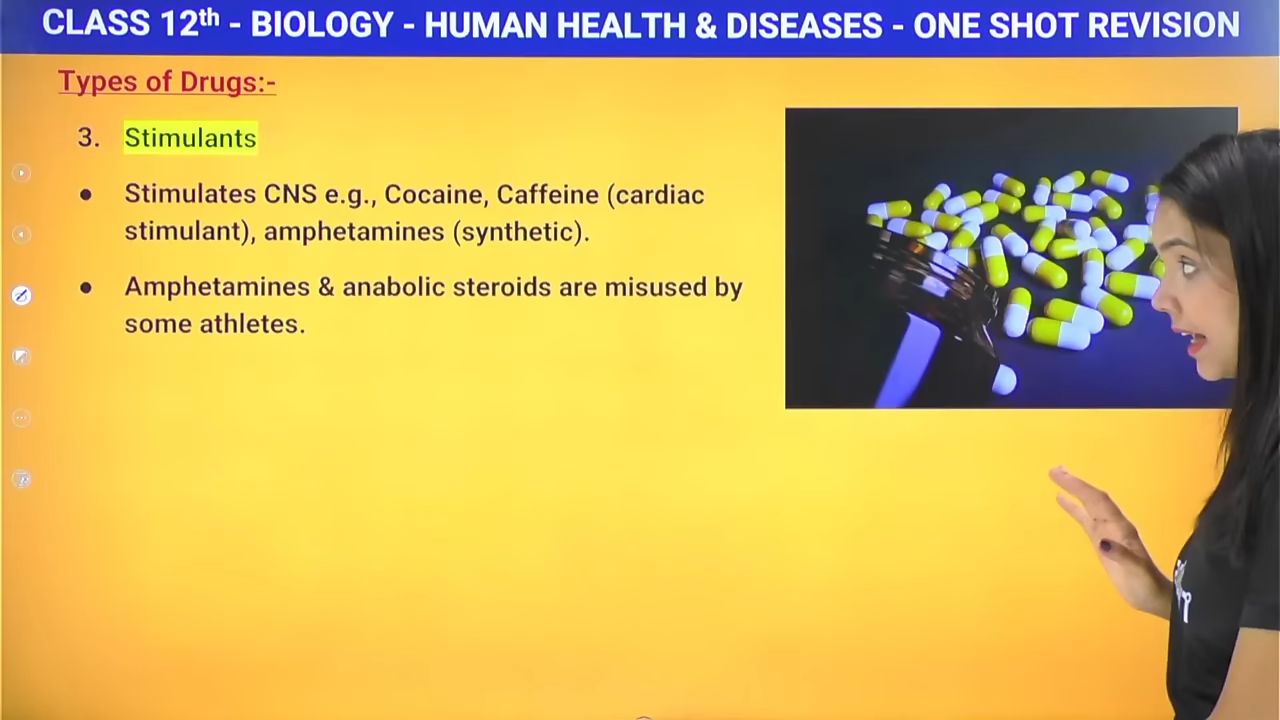 CLASS 12th - BIOLOGY - HUMAN HEALTH & DISEASES - ONE SHOT REVISION
Types of Drugs:-
3. Stimulants
● Stimulates CNS e.g., Cocaine, Caffeine (cardiac
stimulant), amphetamines (synthetic).
● Amphetamines & anabolic steroids are misused by
some athletes.